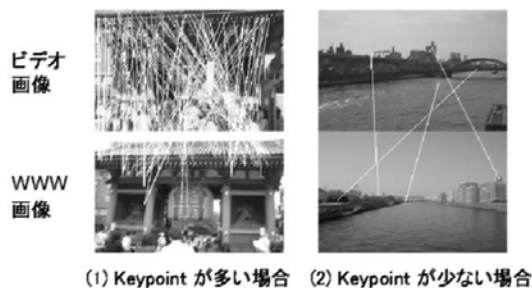 ビデオ
画像
WWW
画像
(1) Keypoint が多い場合
(2) Keypoint が少ない場合